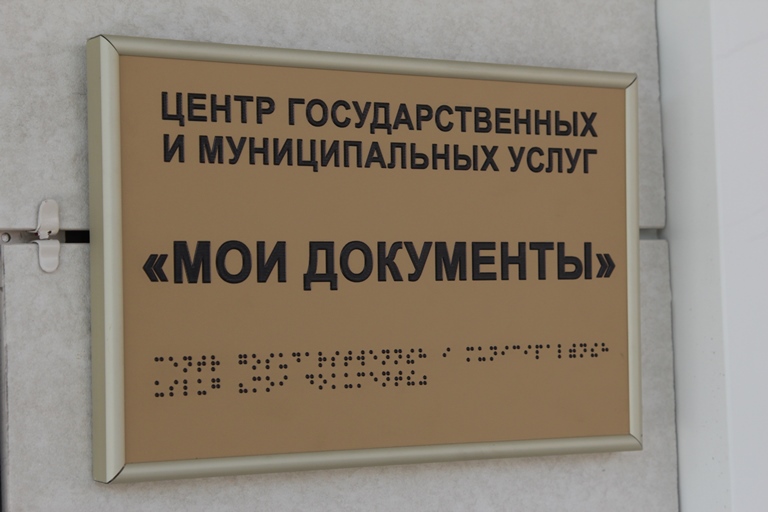 ЦЕНТР ГОСУДАРСТВЕННЫХ
И МУНИЦИПАЛЬНЫХ УСЛУГ
«МОИ ДОКУМЕНТЫ»